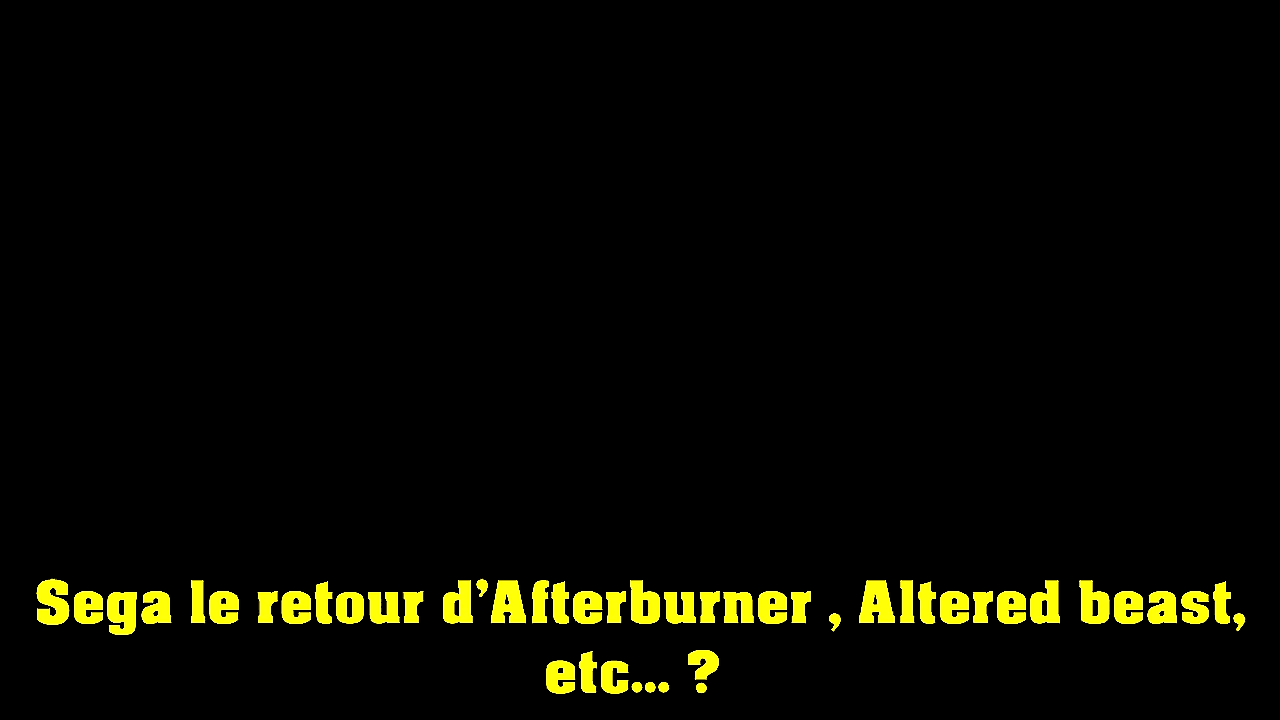 Sega le retour d’Afterburner , Altered beast,
etc... ?